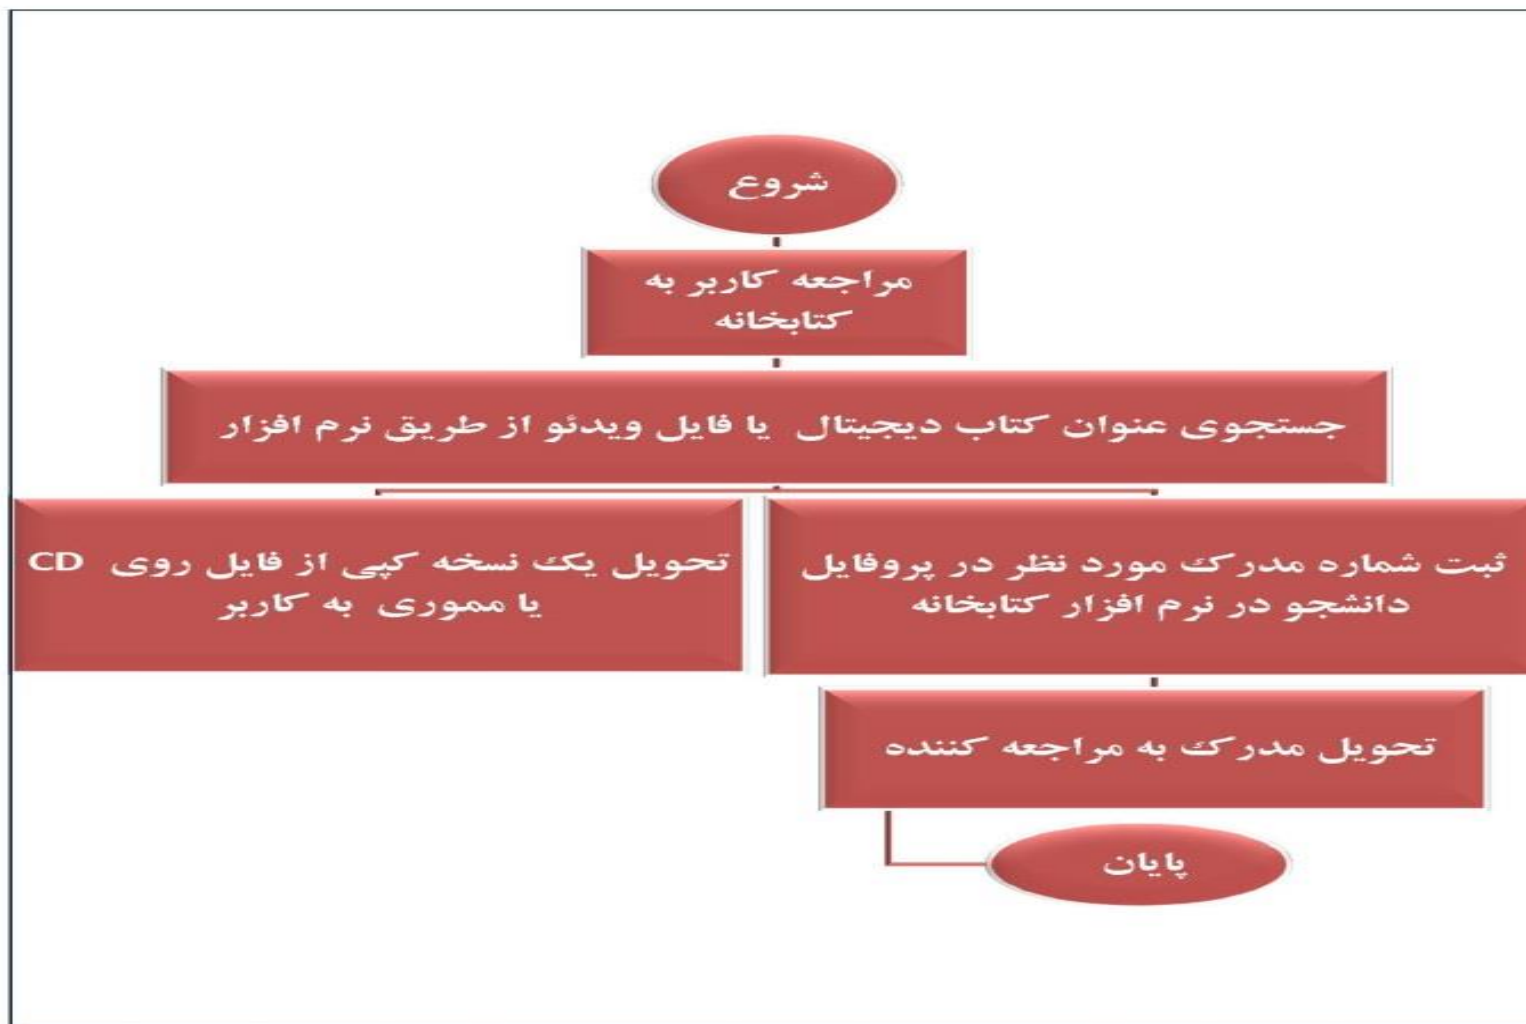 شروع
مراجعه کاربر به
کتابخانه
جستجوی عنوان کتاب دیجیتال یا فایل ویدئو از طریق نرم افزار
ثبت شماره مدرک مورد نظر در پروفایل
دانشجو در نرم افزار کتابخانه
تحویل یک نسخه کپی از فایل روی CD
یا مموری به کاربر
تحویل مدرک به مراجعه کننده
پایان